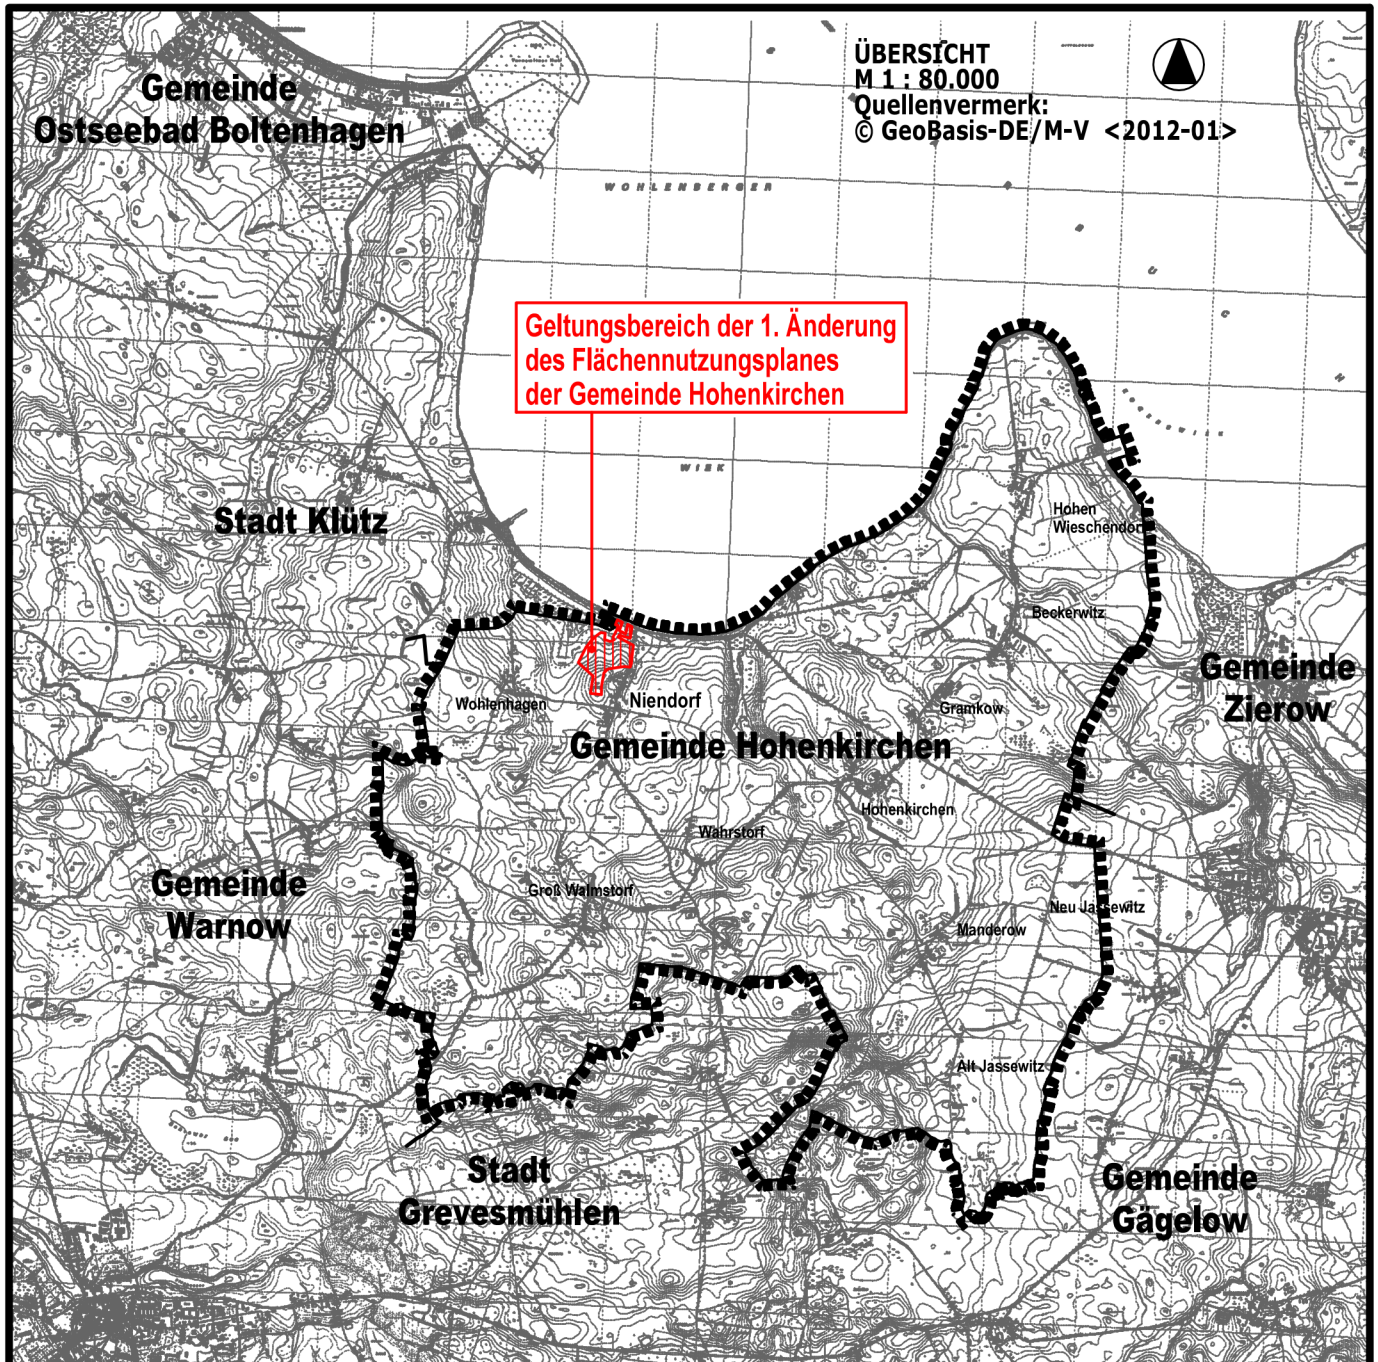 ÜBERSICHT
M 1 : 80.000
Quellenvermerk:
© GeoBasis-DE/M-V <2012-01>
Gemeinde
Ostseebad Boltenhagen
WOHLENBERGER
Geltungsbereich der 1. Änderung
des Flächennutzungsplanes
der Gemeinde Hohenkirchen
WIEK
Stadt Klütz
Hohen
Wieschendorf
Beckerwitz
Gemeinde
Zierow
Wohlenhagen
Niendorf
Gramkow
Gemeinde Hohenkirchen
Hohenkirchen
Wahrstorf
Gemeinde
Warnow
Groß Walmstorf
Neu Jassewitz
Manderow
Alt Jassewitz
Stadt
Grevesmühlen
Gemeinde
Gägelow